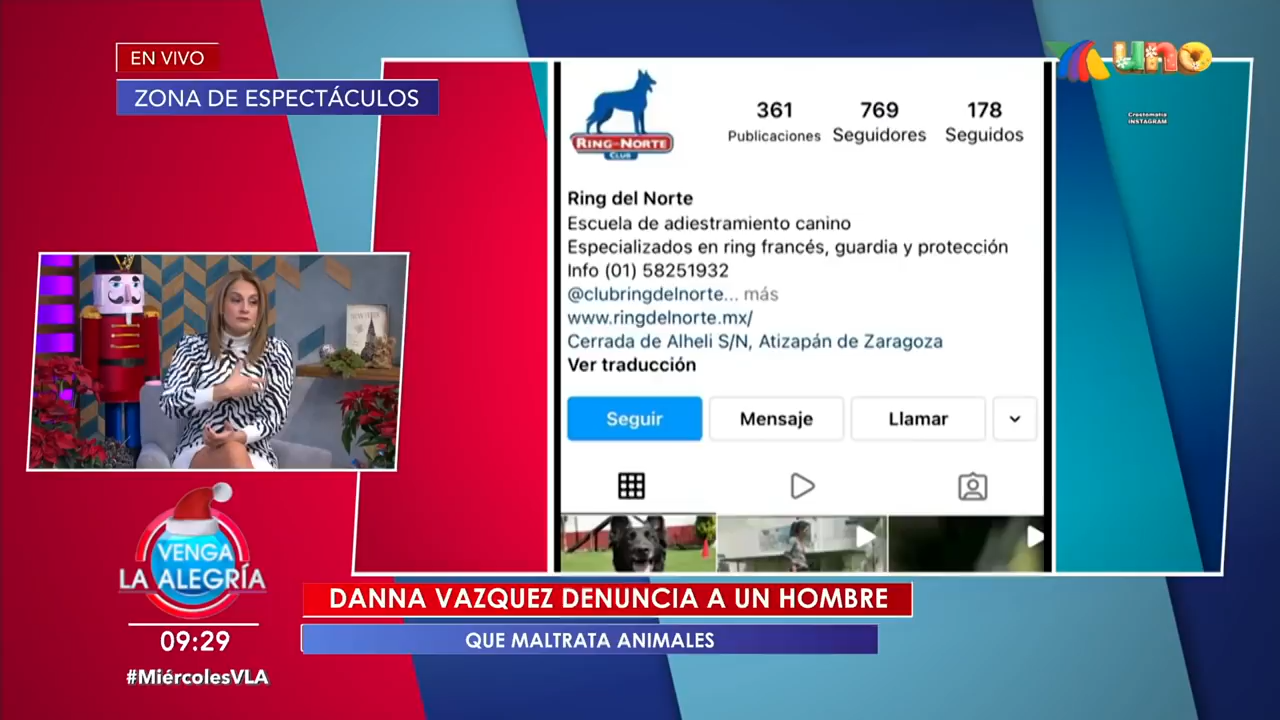 EN VIVO
ZONA DE ESPECTÁCULOS
uno
Crestomatía
INSTAGRAM
RING DEL NORTE
CLUB
361
Publicaciones
769
Seguidores
178
Seguidos
Ring del Norte
Escuela de adiestramiento canino
Especializados en ring francés, guardia y protección
Info (01) 58251932
@clubringdelnorte... más
www.ringdelnorte.mx/
Cerrada de Alheli S/N, Atizapán de Zaragoza
Ver traducción
Seguir
Mensaje
Llamar
VENGA
LA ALEGRÍA
09:29
#MiércolesVLA
DANNA VAZQUEZ DENUNCIA A UN HOMBRE
QUE MALTRATA ANIMALES